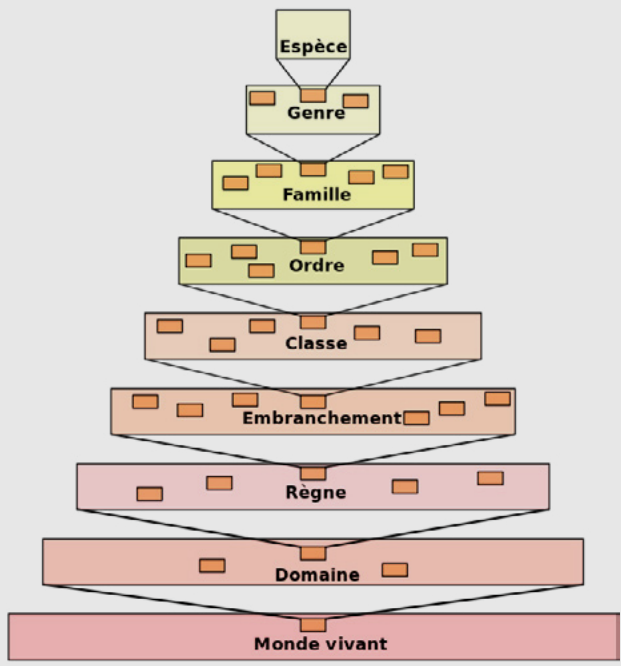 Espèce
Genre
Famille
Ordre
Classe
Embranchement
Règne
Domaine
Monde vivant